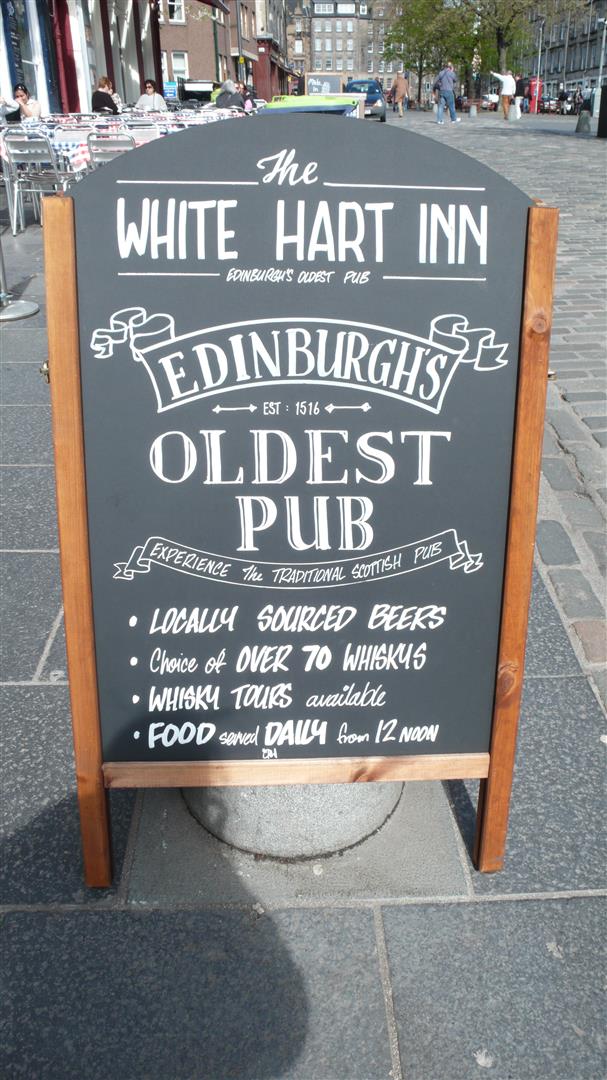 The
WHITE HART INN
EDINBURGH'S OLDEST PUB
EDINBURGH'S
EST : 1516
OLDEST
PUB
EXPERIENCE The TRADITIONAL SCOTTISH PUB
• LOCALLY SOURCED BEERS
• Choice of OVER 70 WHISKYS
• WHISKY TOURS available
• FOOD served DAILY from 12 NOON